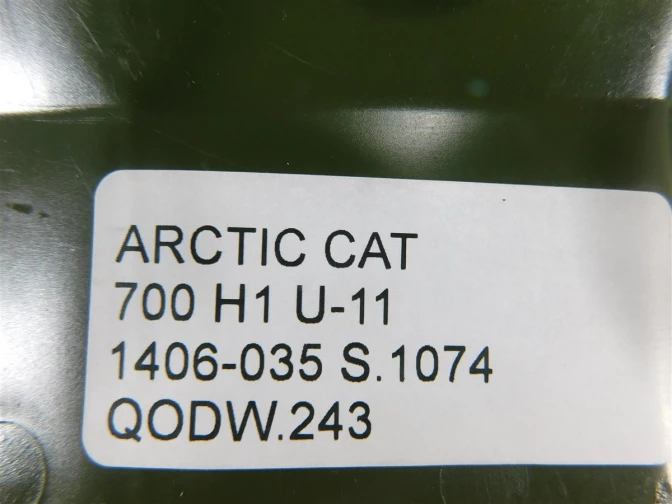 ARCTIC CAT
700 H1 U-11
1406-035 S.1074
QODW.243